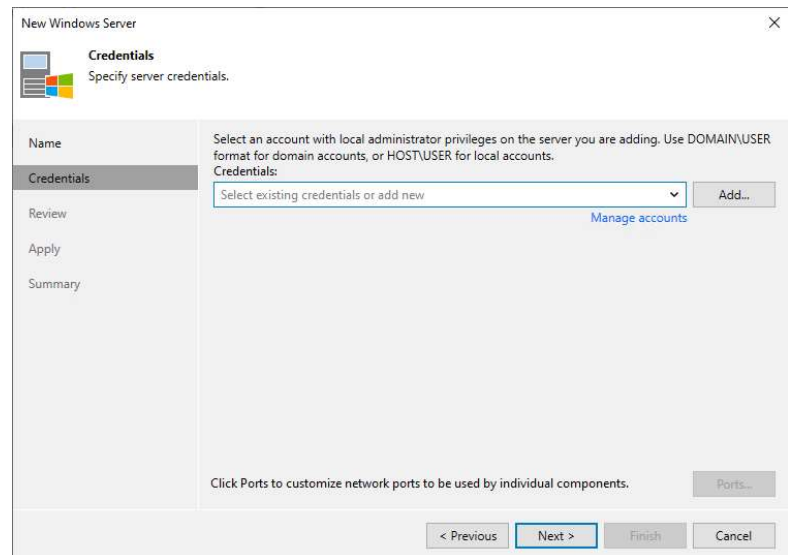 New Windows Server
Credentials
Specify server credentials.
Name
Credentials
Review
Apply
Summary
Select an account with local administrator privileges on the server you are adding. Use DOMAIN\USER
format for domain accounts, or HOST\USER for local accounts.
Credentials:
Select existing credentials or add new
Add...
Manage accounts
Click Ports to customize network ports to be used by individual components.
Ports...
< Previous
Next >
Finish
Cancel